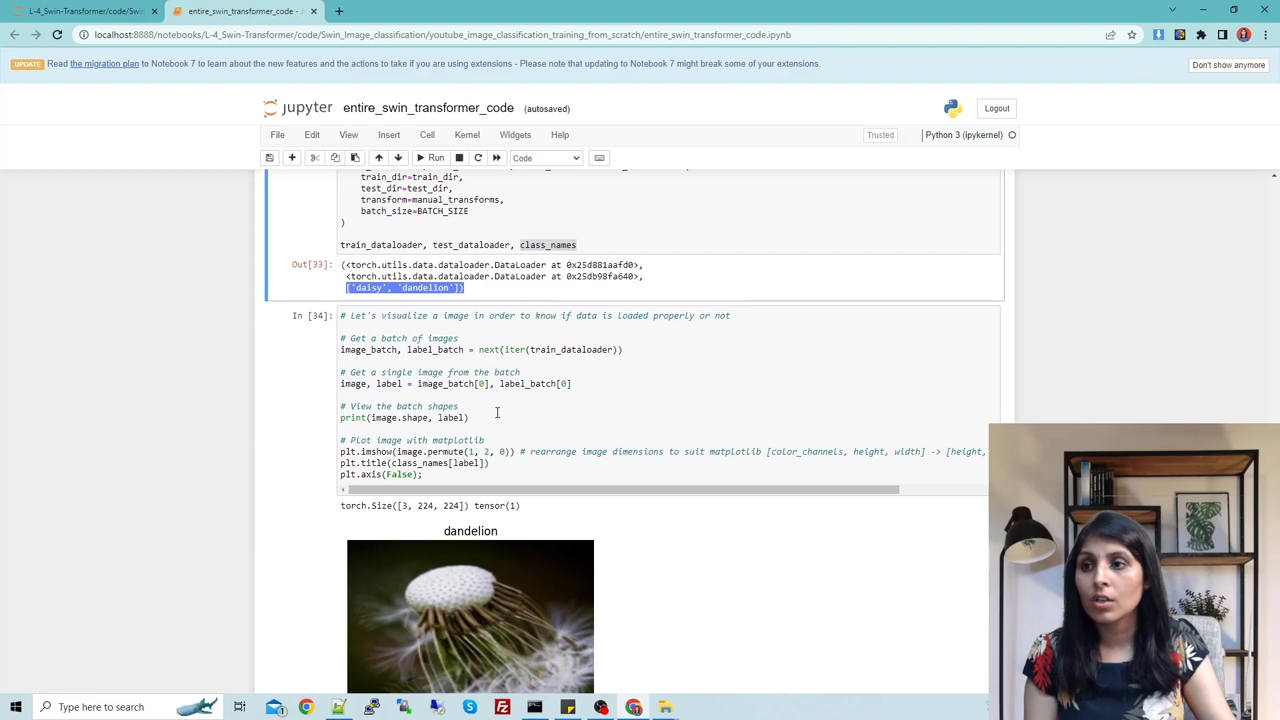 L-4_Swin-Transformer/code/Swin
entire_swin_transformer_code
localhost:8888/notebooks/L-4_Swin-Transformer/code/Swin_Image_classification/youtube_image_classification_training_from_scratch/entire_swin_transformer_code.ipynb
UPDATE Read the migration plan to Notebook 7 to learn about the new features and the actions to take if you are using extensions - Please note that updating to Notebook 7 might break some of your extensions.
Don't show anymore
jupyter entire_swin_transformer_code (autosaved)
Logout
File Edit View Insert Cell Kernel Widgets Help
Trusted
Python 3 (ipykernel)
Run
Code
train_dir=train_dir,
test_dir=test_dir,
transform=manual_transforms,
batch_size=BATCH_SIZE
)
train_dataloader, test_dataloader, class_names
Out[33]: (<torch.utils.data.dataloader.DataLoader at 0x25d881aafd0>,
<torch.utils.data.dataloader.DataLoader at 0x25db98fa640>,
['daisy', 'dandelion'])
In [34]: # Let's visualize a image in order to know if data is loaded properly or not
# Get a batch of images
image_batch, label_batch = next(iter(train_dataloader))
# Get a single image from the batch
image, label = image_batch[0], label_batch[0]
# View the batch shapes
print(image.shape, label)
# Plot image with matplotlib
plt.imshow(image.permute(1, 2, 0)) # rearrange image dimensions to suit matplotlib [color_channels, height, width] -> [height,
plt.title(class_names[label])
plt.axis(False);
torch.Size([3, 224, 224]) tensor(1)
dandelion
Type here to search